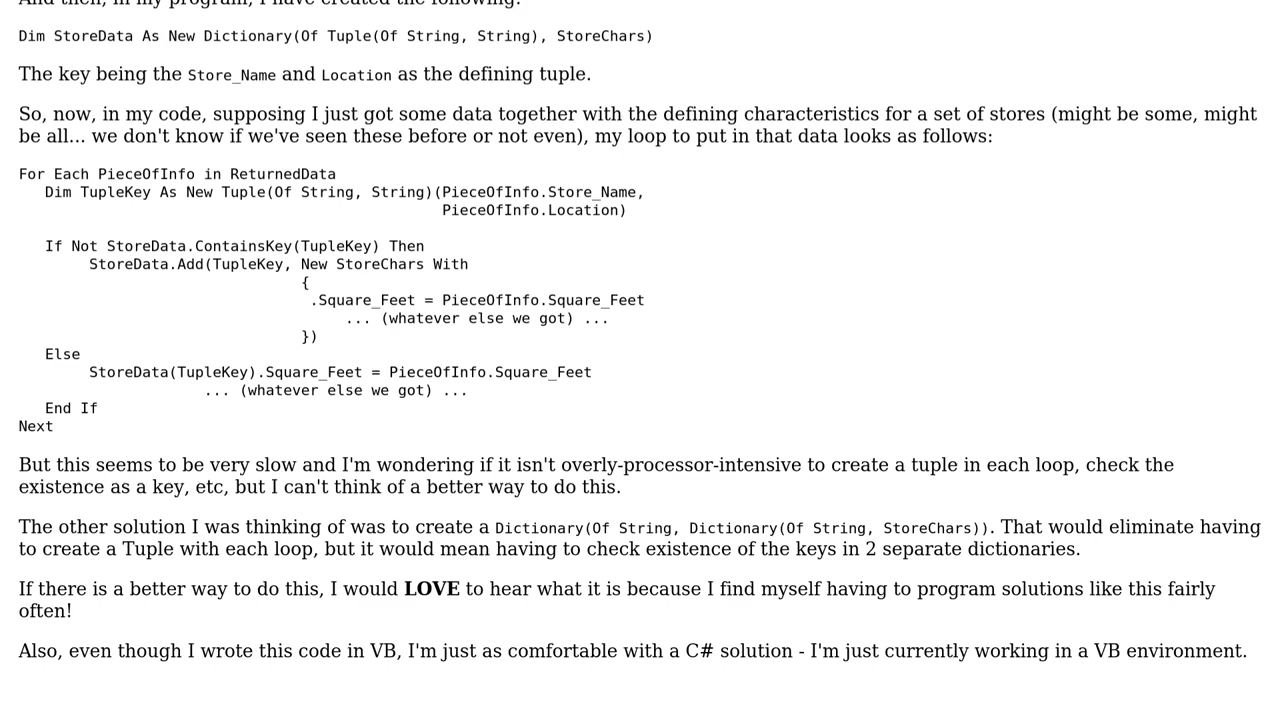 And then, in my program, I have created the following:
Dim StoreData As New Dictionary(Of Tuple(Of String, String), StoreChars)
The key being the Store_Name and Location as the defining tuple.
So, now, in my code, supposing I just got some data together with the defining characteristics for a set of stores (might be some, might
be all... we don't know if we've seen these before or not even), my loop to put in that data looks as follows:
For Each PieceOfInfo in ReturnedData
   Dim TupleKey As New Tuple(Of String, String)(PieceOfInfo.Store_Name,
                                                PieceOfInfo.Location)
   If Not StoreData.ContainsKey(TupleKey) Then
        StoreData.Add(TupleKey, New StoreChars With
                                {
                                 .Square_Feet = PieceOfInfo.Square_Feet
                                     ... (whatever else we got) ...
                                })
   Else
        StoreData(TupleKey).Square_Feet = PieceOfInfo.Square_Feet
                     ... (whatever else we got) ...
   End If
Next
But this seems to be very slow and I'm wondering if it isn't overly-processor-intensive to create a tuple in each loop, check the
existence as a key, etc, but I can't think of a better way to do this.
The other solution I was thinking of was to create a Dictionary(Of String, Dictionary(Of String, StoreChars)). That would eliminate having
to create a Tuple with each loop, but it would mean having to check existence of the keys in 2 separate dictionaries.
If there is a better way to do this, I would LOVE to hear what it is because I find myself having to program solutions like this fairly
often!
Also, even though I wrote this code in VB, I'm just as comfortable with a C# solution - I'm just currently working in a VB environment.